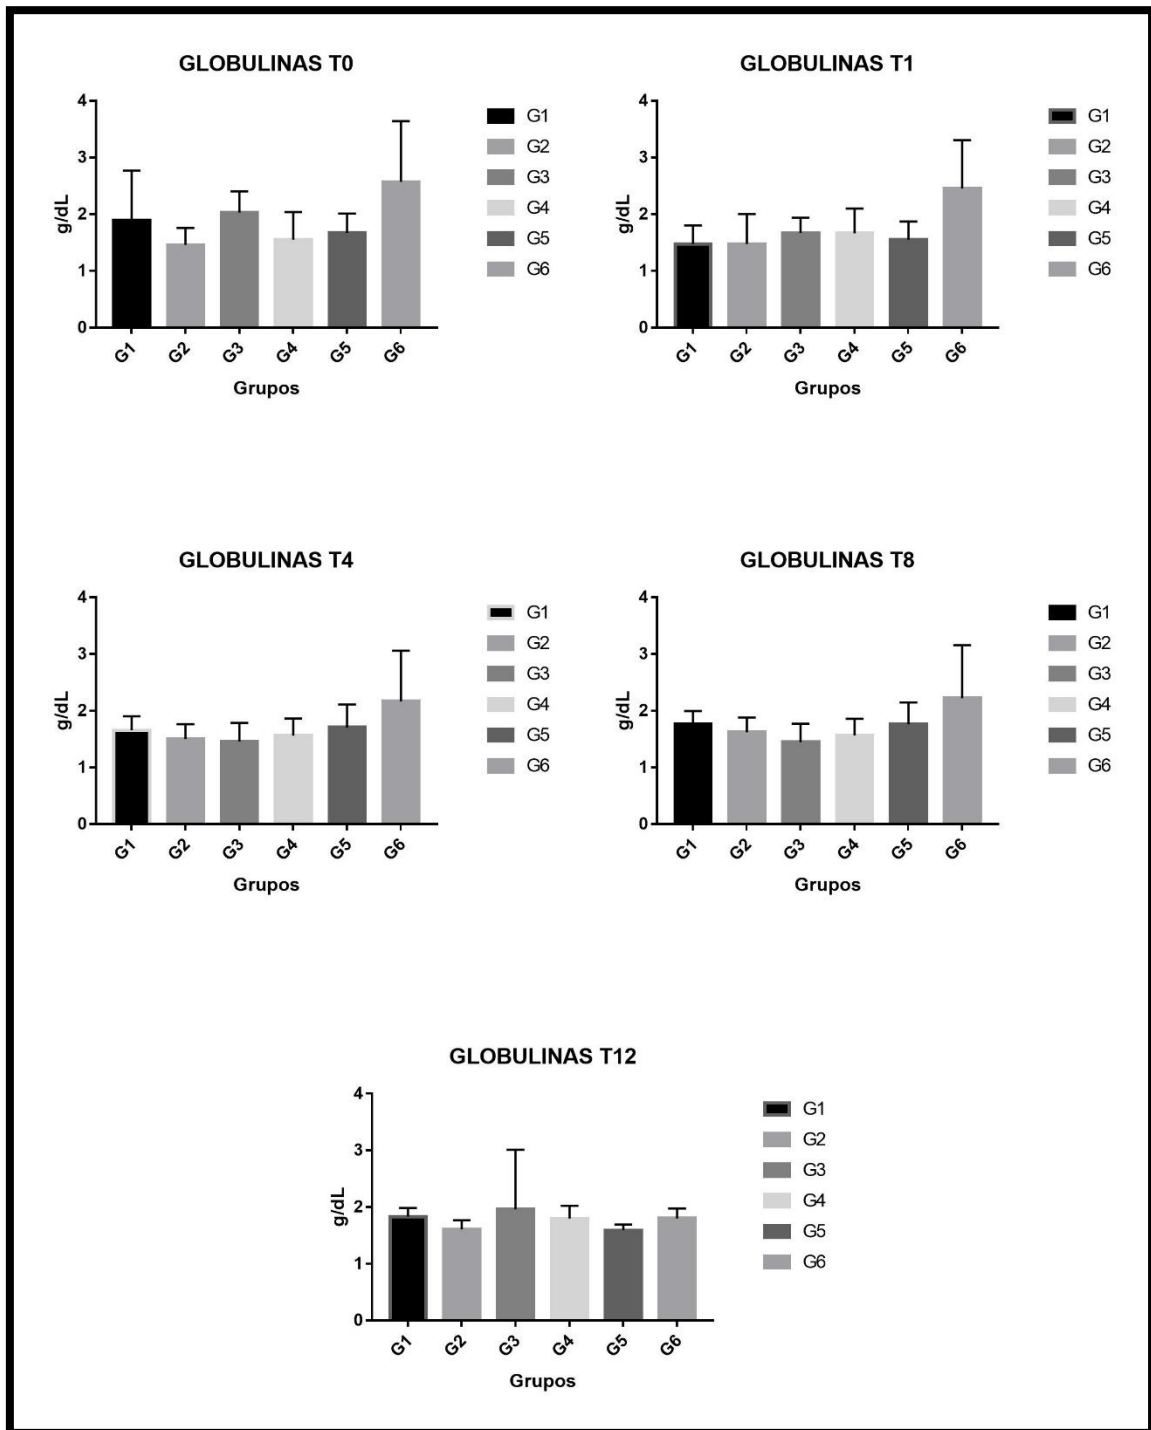 GLOBULINAS T0
4
3
2
1
0
g/dL
G1 G2 G3 G4 G5 G6
Grupos
G1
G2
G3
G4
G5
G6
GLOBULINAS T1
4
3
2
1
0
g/dL
G1 G2 G3 G4 G5 G6
Grupos
G1
G2
G3
G4
G5
G6
GLOBULINAS T4
4
3
2
1
0
g/dL
G1 G2 G3 G4 G5 G6
Grupos
G1
G2
G3
G4
G5
G6
GLOBULINAS T8
4
3
2
1
0
g/dL
G1 G2 G3 G4 G5 G6
Grupos
G1
G2
G3
G4
G5
G6
GLOBULINAS T12
4
3
2
1
0
g/dL
G1 G2 G3 G4 G5 G6
Grupos
G1
G2
G3
G4
G5
G6